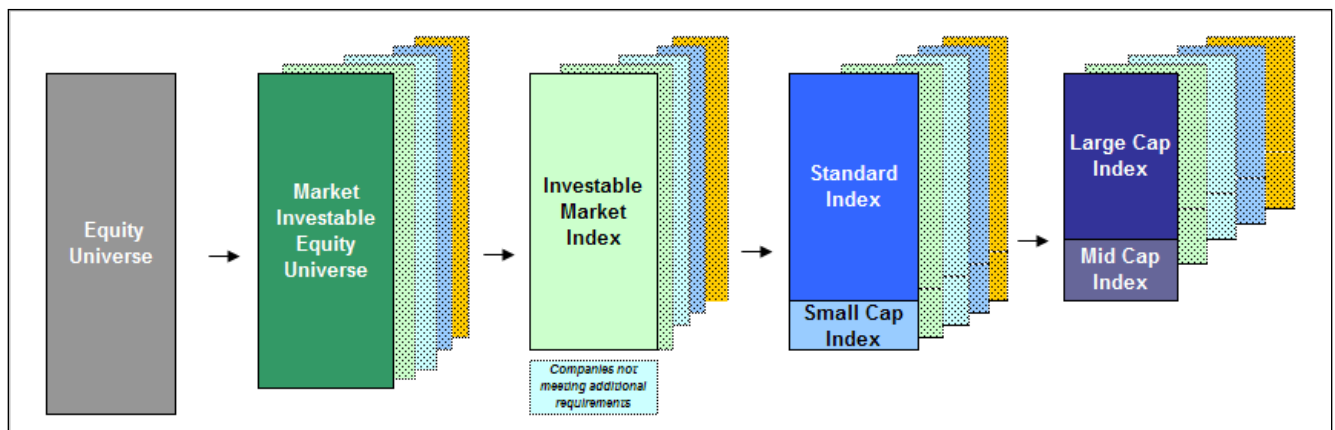 Equity
Universe
Market
Investable
Equity
Universe
Investable
Market
Index
Companies not
meeting additional
requirements
Standard
Index
Small Cap
Index
Large Cap
Index
Mid Cap
Index